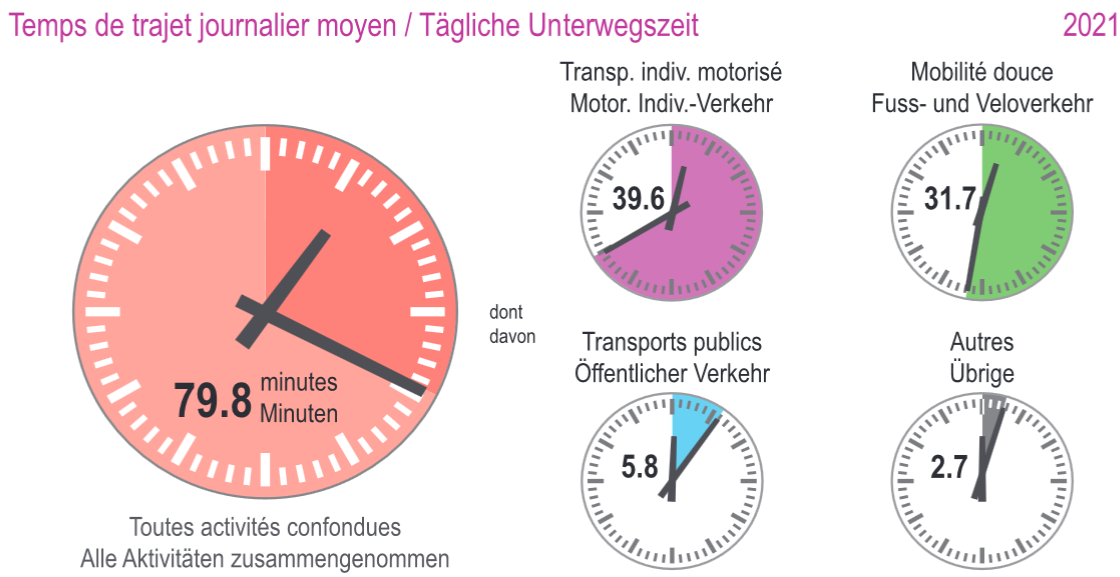 Temps de trajet journalier moyen / Tägliche Unterwegszeit 2021
Transp. indiv. motorisé
Motor. Indiv.-Verkehr
39.6
Mobilité douce
Fuss- und Veloverkehr
31.7
79.8 minutes
Minuten
Toutes activités confondues
Alle Aktivitäten zusammengenommen
dont
davon
Transports publics
Öffentlicher Verkehr
5.8
Autres
Übrige
2.7